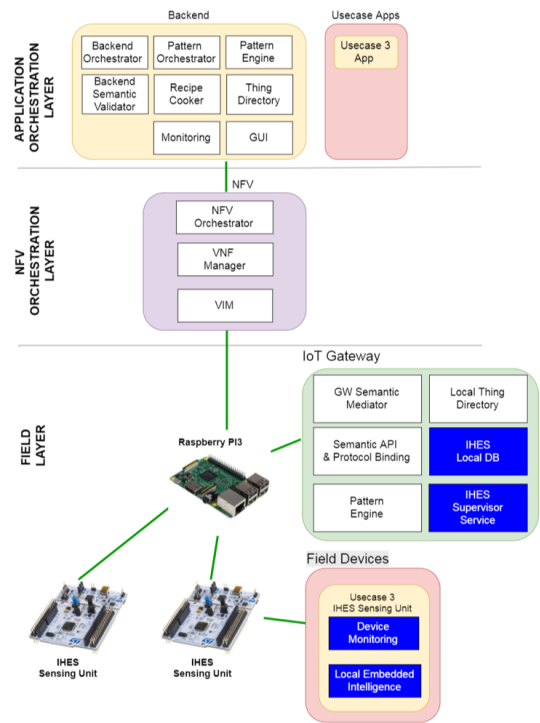 Backend
Usecase Apps
Backend
Orchestrator
Pattern
Orchestrator
Pattern
Engine
Usecase 3
App
Backend
Semantic
Validator
Recipe
Cooker
Thing
Directory
Monitoring
GUI
APPLICATION
ORCHESTRATION
LAYER
NFV
NFV
Orchestrator
VNF
Manager
VIM
NFV
ORCHESTRATION
LAYER
IoT Gateway
GW Semantic
Mediator
Local Thing
Directory
Semantic API
& Protocol Binding
IHES
Local DB
Pattern
Engine
IHES
Supervisor
Service
Raspberry PI3
FIELD
LAYER
Field Devices
Usecase 3
IHES Sensing Unit
Device
Monitoring
Local Embedded
Intelligence
IHES
Sensing Unit
IHES
Sensing Unit